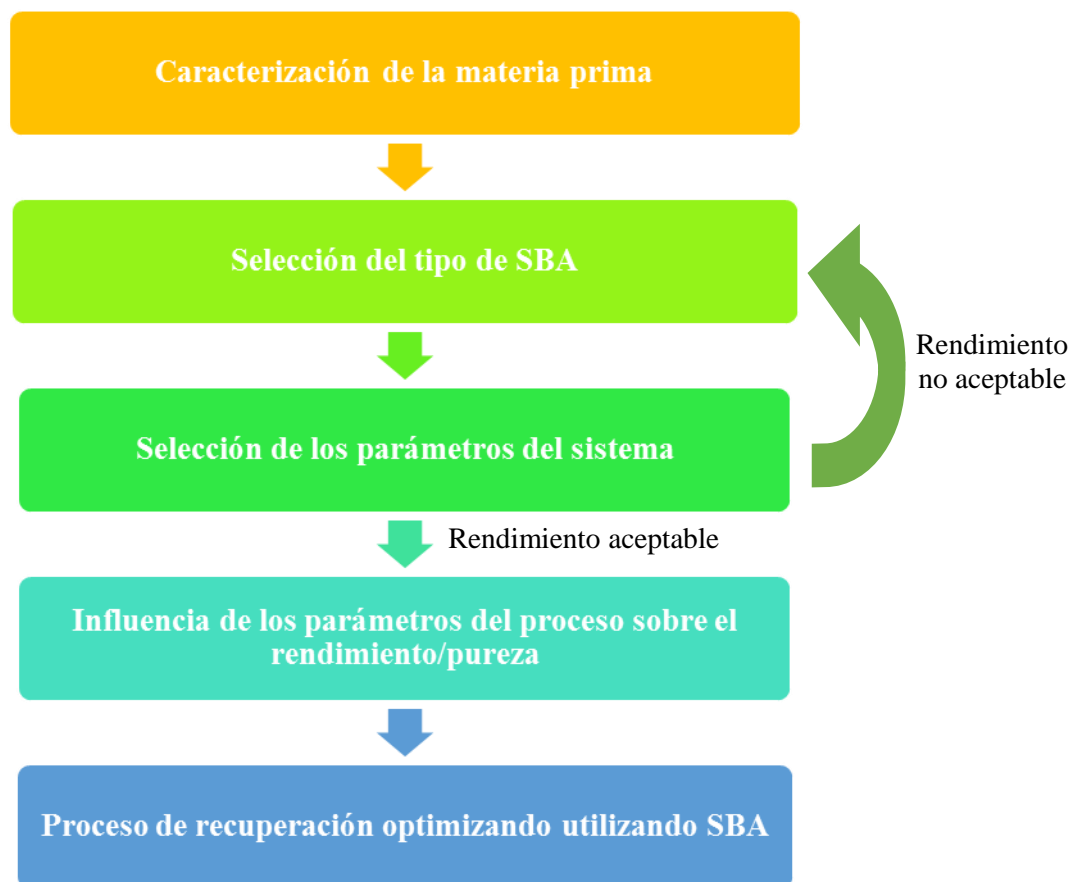 Caracterización de la materia prima
Selección del tipo de SBA
Rendimiento
no aceptable
Selección de los parámetros del sistema
Rendimiento aceptable
Influencia de los parámetros del proceso sobre el
rendimiento/pureza
Proceso de recuperación optimizando utilizando SBA